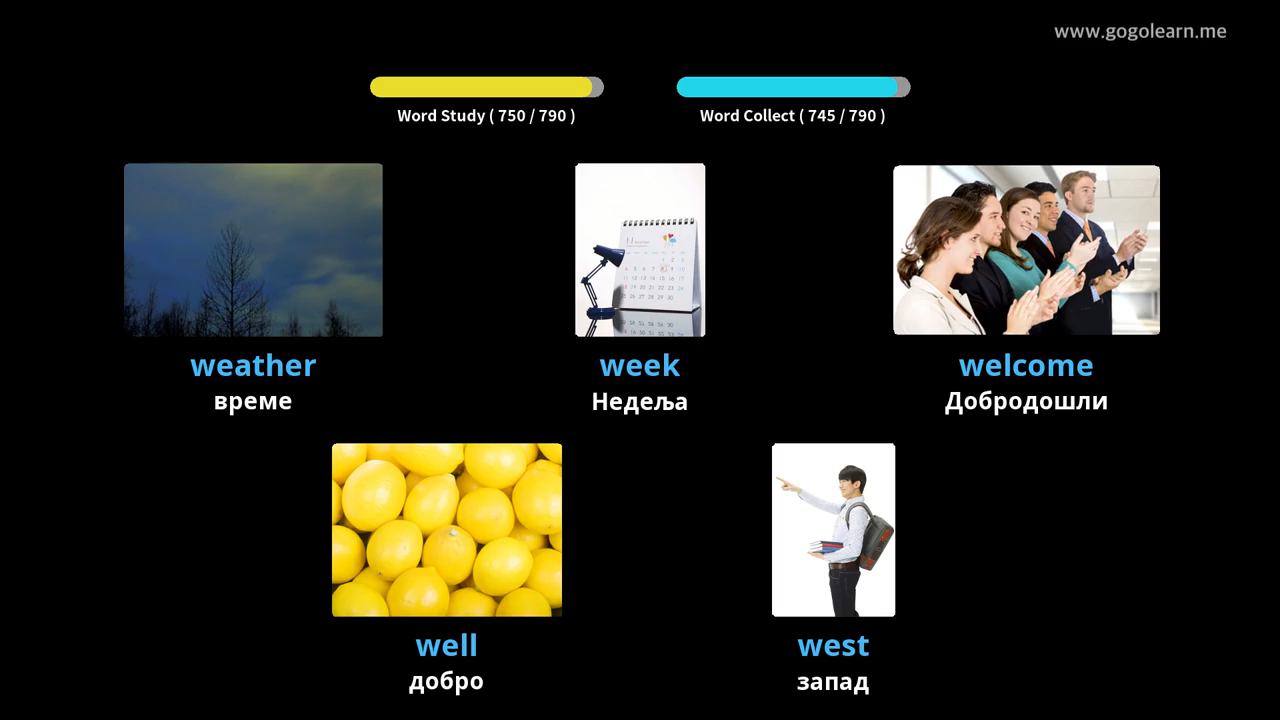 www.gogolearn.me
Word Study ( 750 / 790 )
Word Collect ( 745 / 790 )
weather
време
week
Недеља
welcome
Добродошли
well
добро
west
запад